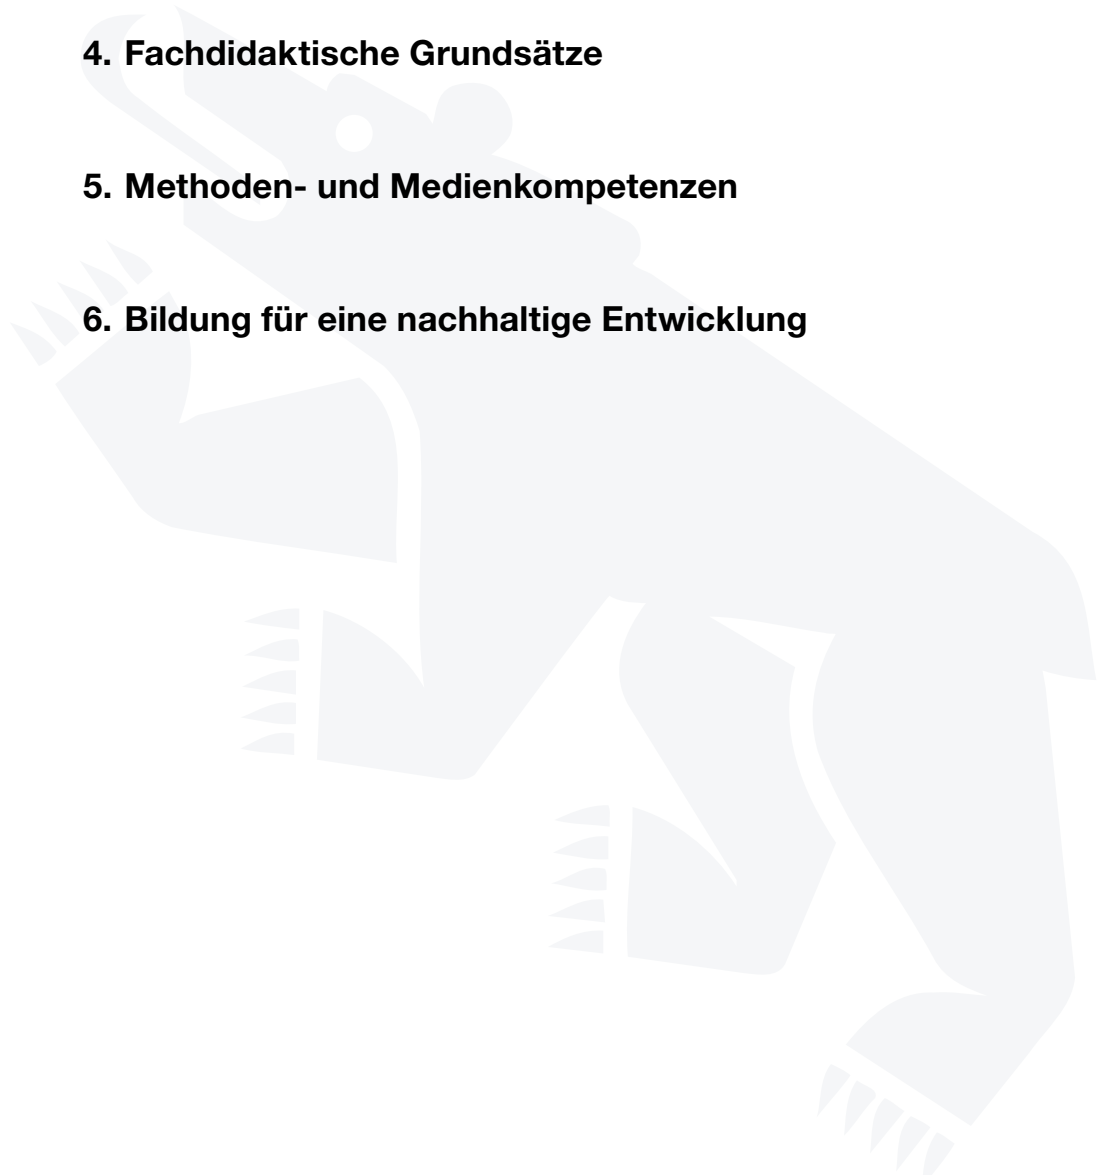 4. Fachdidaktische Grundsätze
5. Methoden- und Medienkompetenzen
6. Bildung für eine nachhaltige Entwicklung